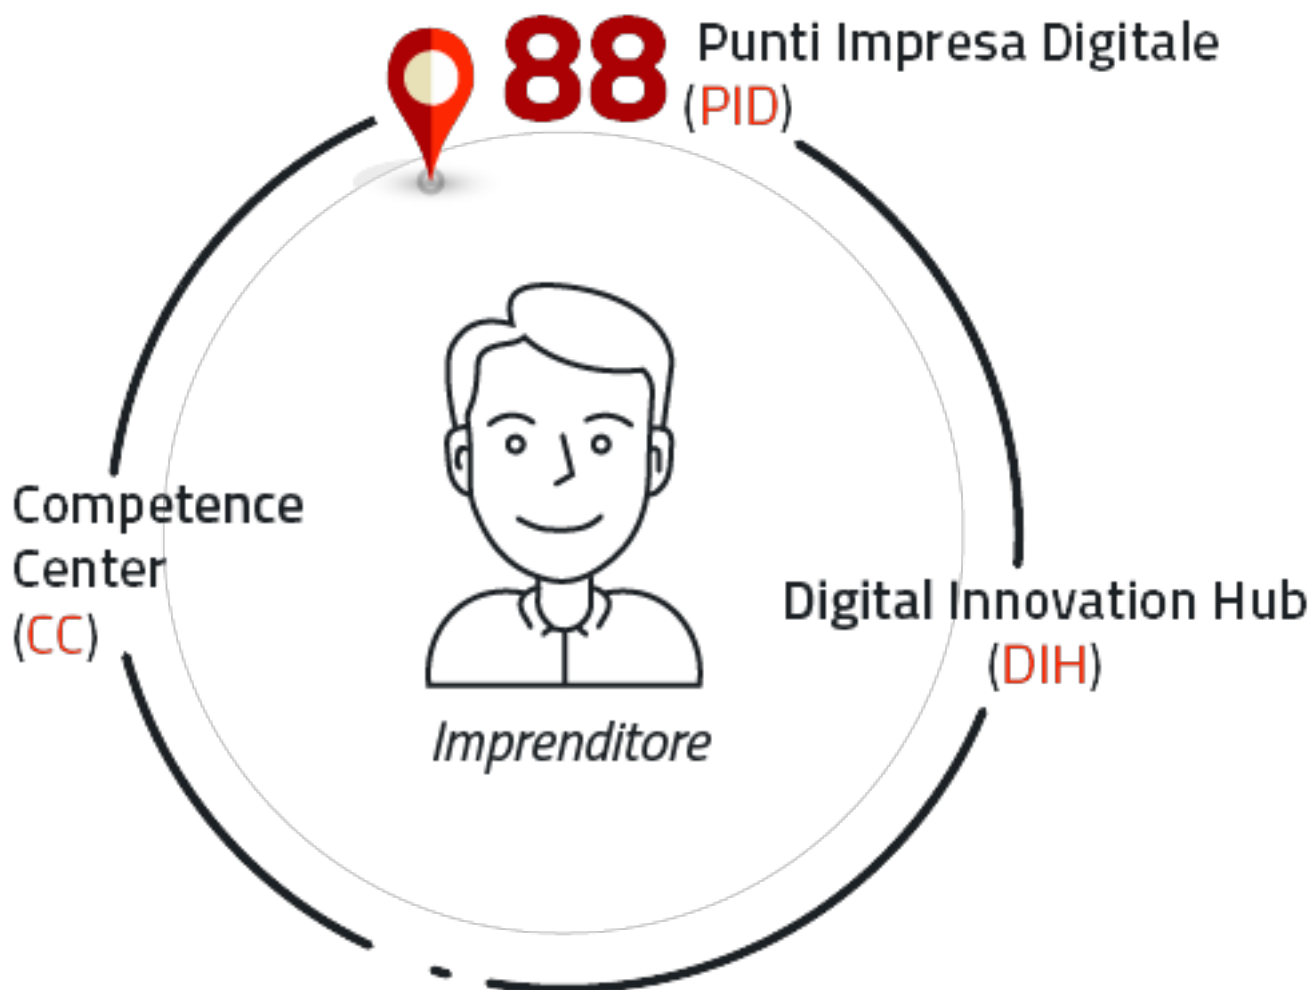 88 Punti Impresa Digitale
(PID)
Competence
Center
(CC)
Digital Innovation Hub
(DIH)
Imprenditore